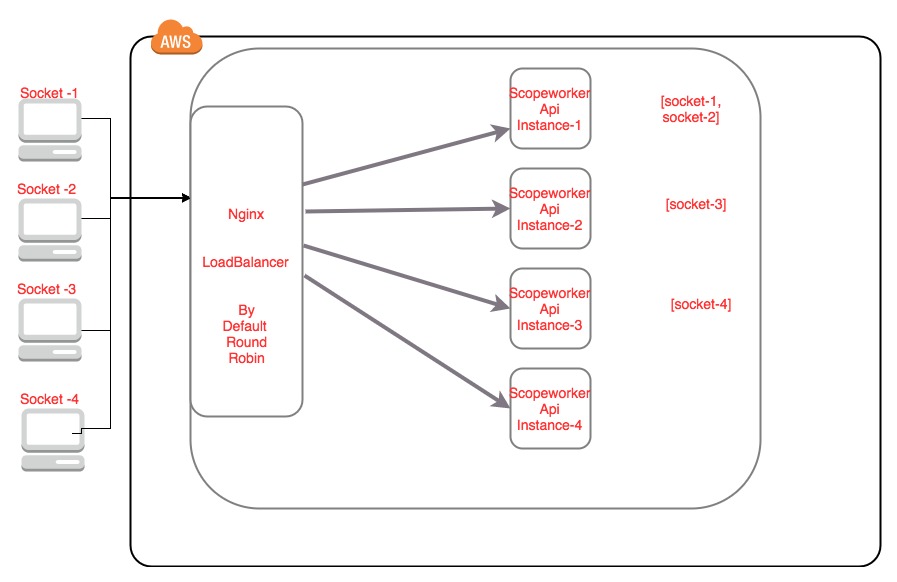 AWS
Socket -1
Socket -2
Socket -3
Socket -4
Nginx
LoadBalancer
By
Default
Round
Robin
Scopeworker
Api
Instance-1
[socket-1,
socket-2]
Scopeworker
Api
Instance-2
[socket-3]
Scopeworker
Api
Instance-3
[socket-4]
Scopeworker
Api
Instance-4